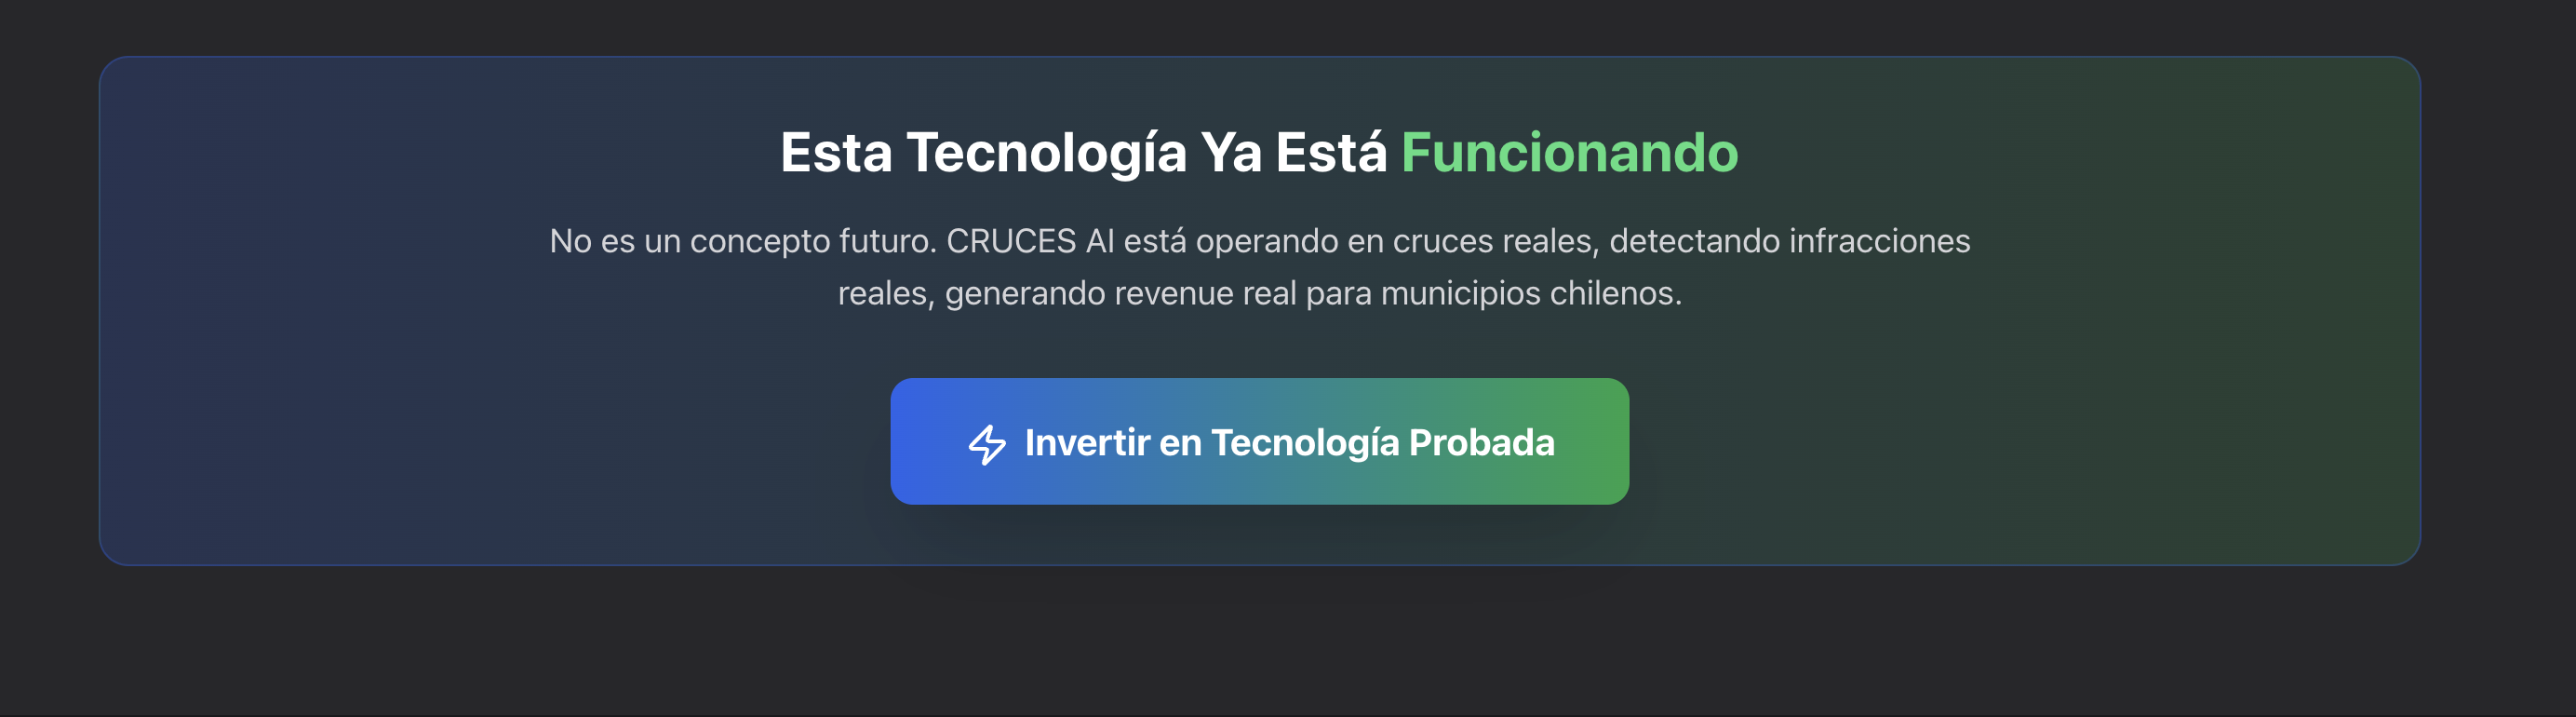 Esta Tecnología Ya Está Funcionando
No es un concepto futuro. CRUCES AI está operando en cruces reales, detectando infracciones
reales, generando revenue real para municipios chilenos.
Invertir en Tecnología Probada